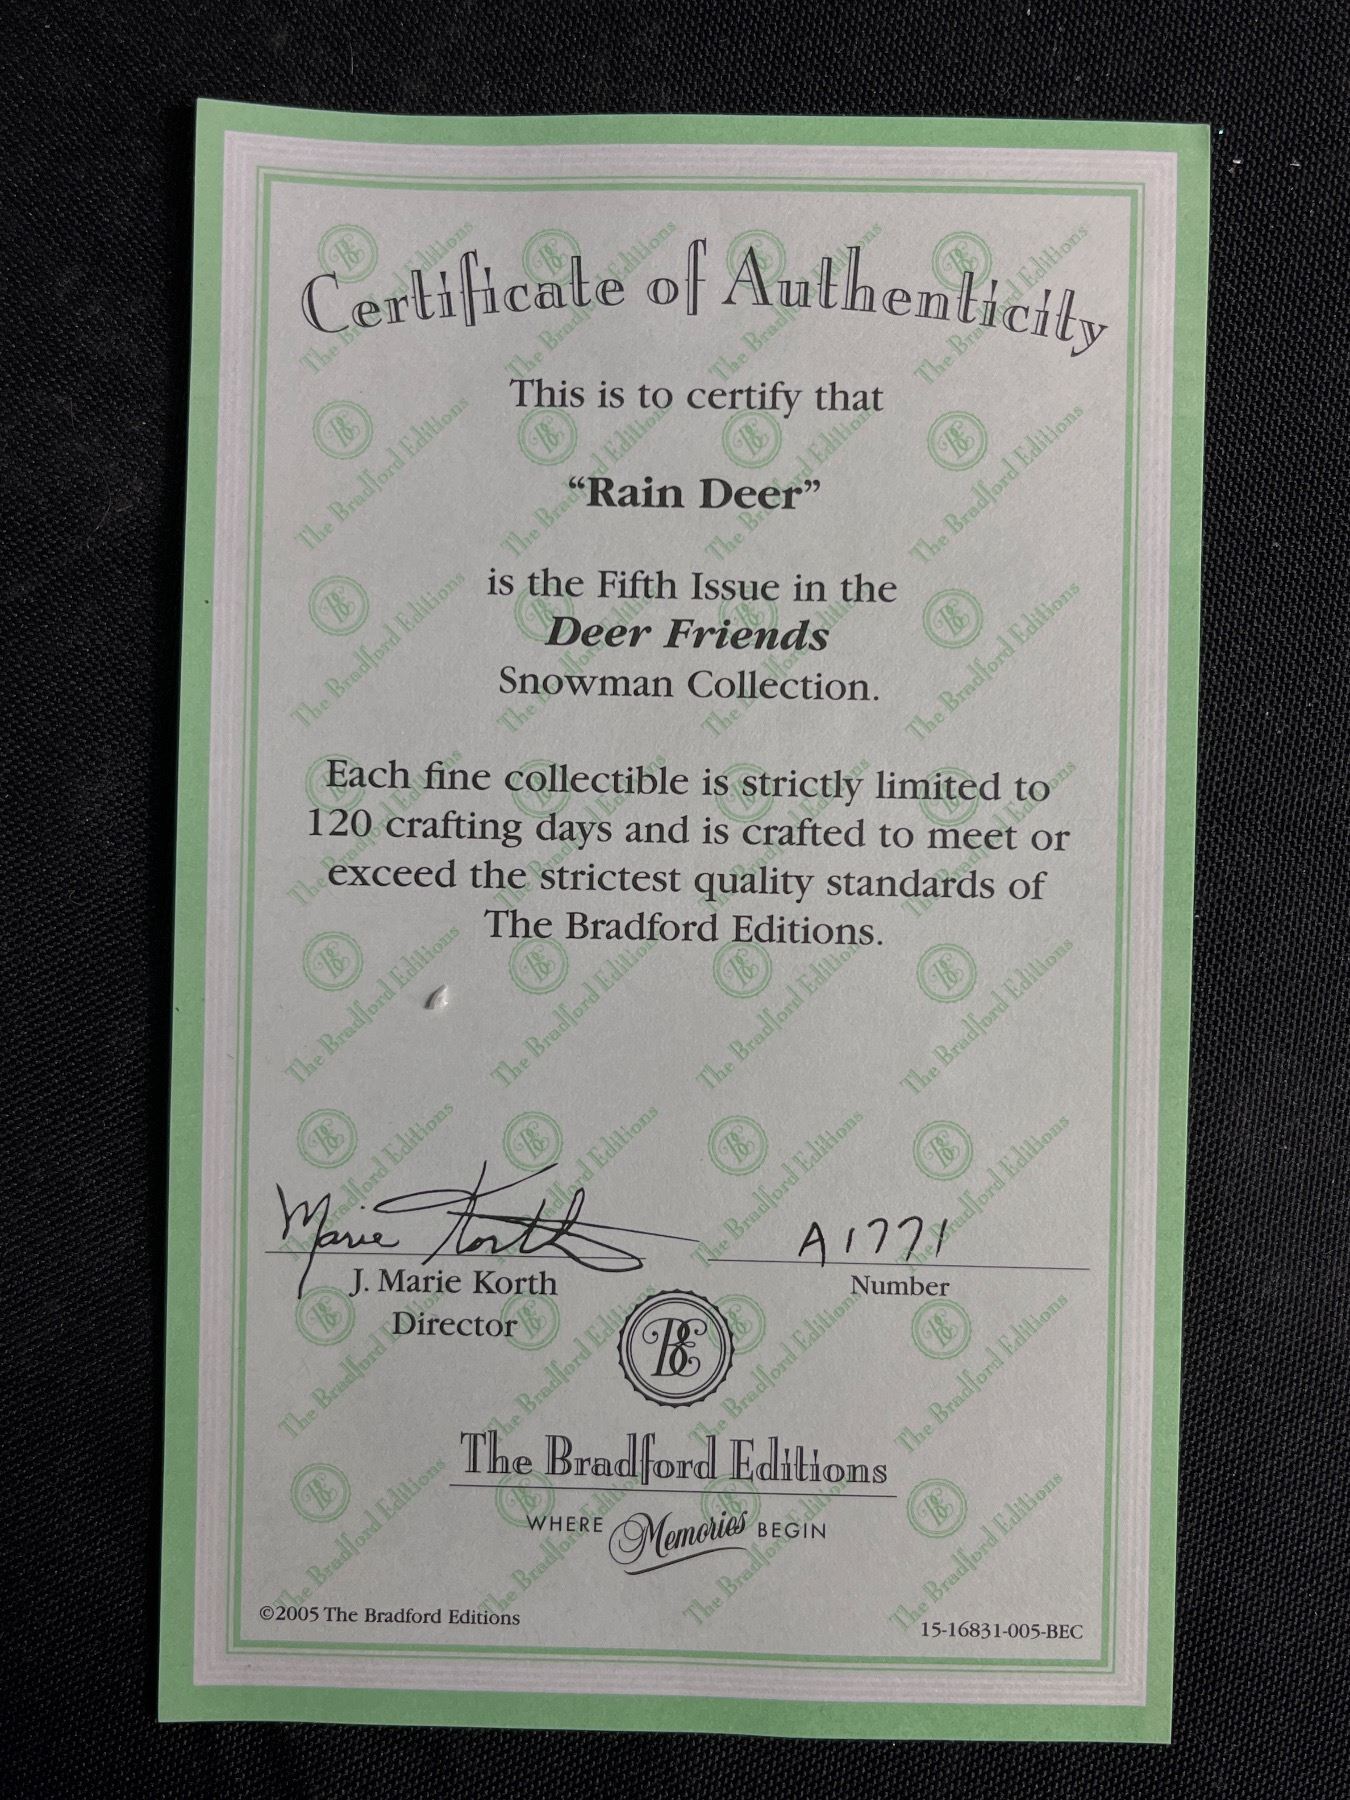 Certificate of Authenticity
This is to certify that
“Rain Deer”
is the Fifth Issue in the
Deer Friends
Snowman Collection.
Each fine collectible is strictly limited to
120 crafting days and is crafted to meet or
exceed the strictest quality standards of
The Bradford Editions.
Marie Korth
A1771
J. Marie Korth
Number
Director
BE
The Bradford Editions
WHERE Memories BEGIN
©2005 The Bradford Editions
15-16831-005-BEC